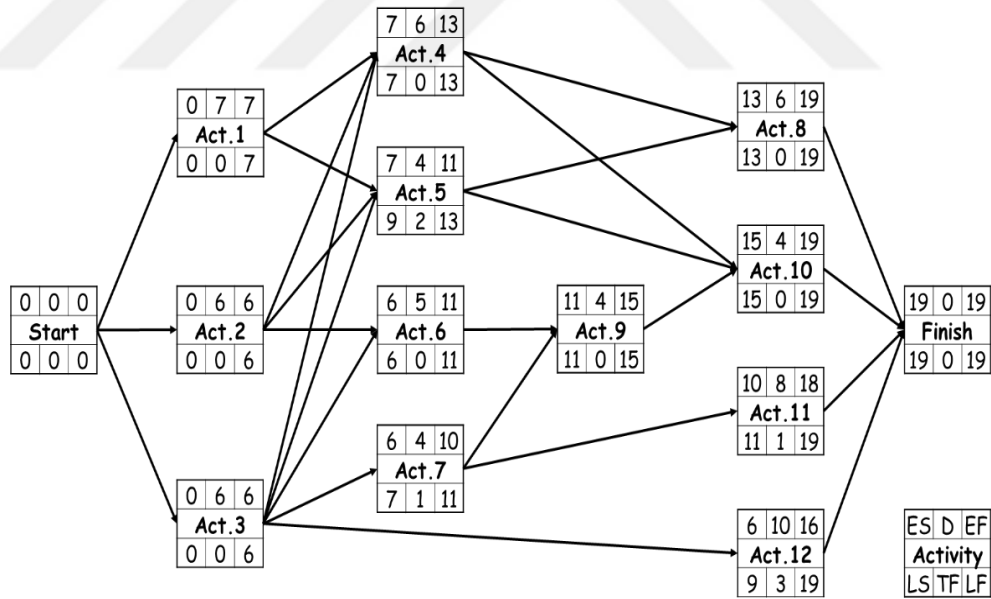 7 6 13
Act.4
7 0 13
0 7 7
Act.1
0 0 7
13 6 19
Act.8
13 0 19
7 4 11
Act.5
9 2 13
15 4 19
Act.10
15 0 19
0 0 0
Start
0 0 0
0 6 6
Act.2
0 0 6
6 5 11
Act.6
6 0 11
11 4 15
Act.9
11 0 15
19 0 19
Finish
19 0 19
10 8 18
Act.11
11 1 19
6 4 10
Act.7
7 1 11
0 6 6
Act.3
0 0 6
6 10 16
Act.12
9 3 19
ES D EF
Activity
LS TF LF